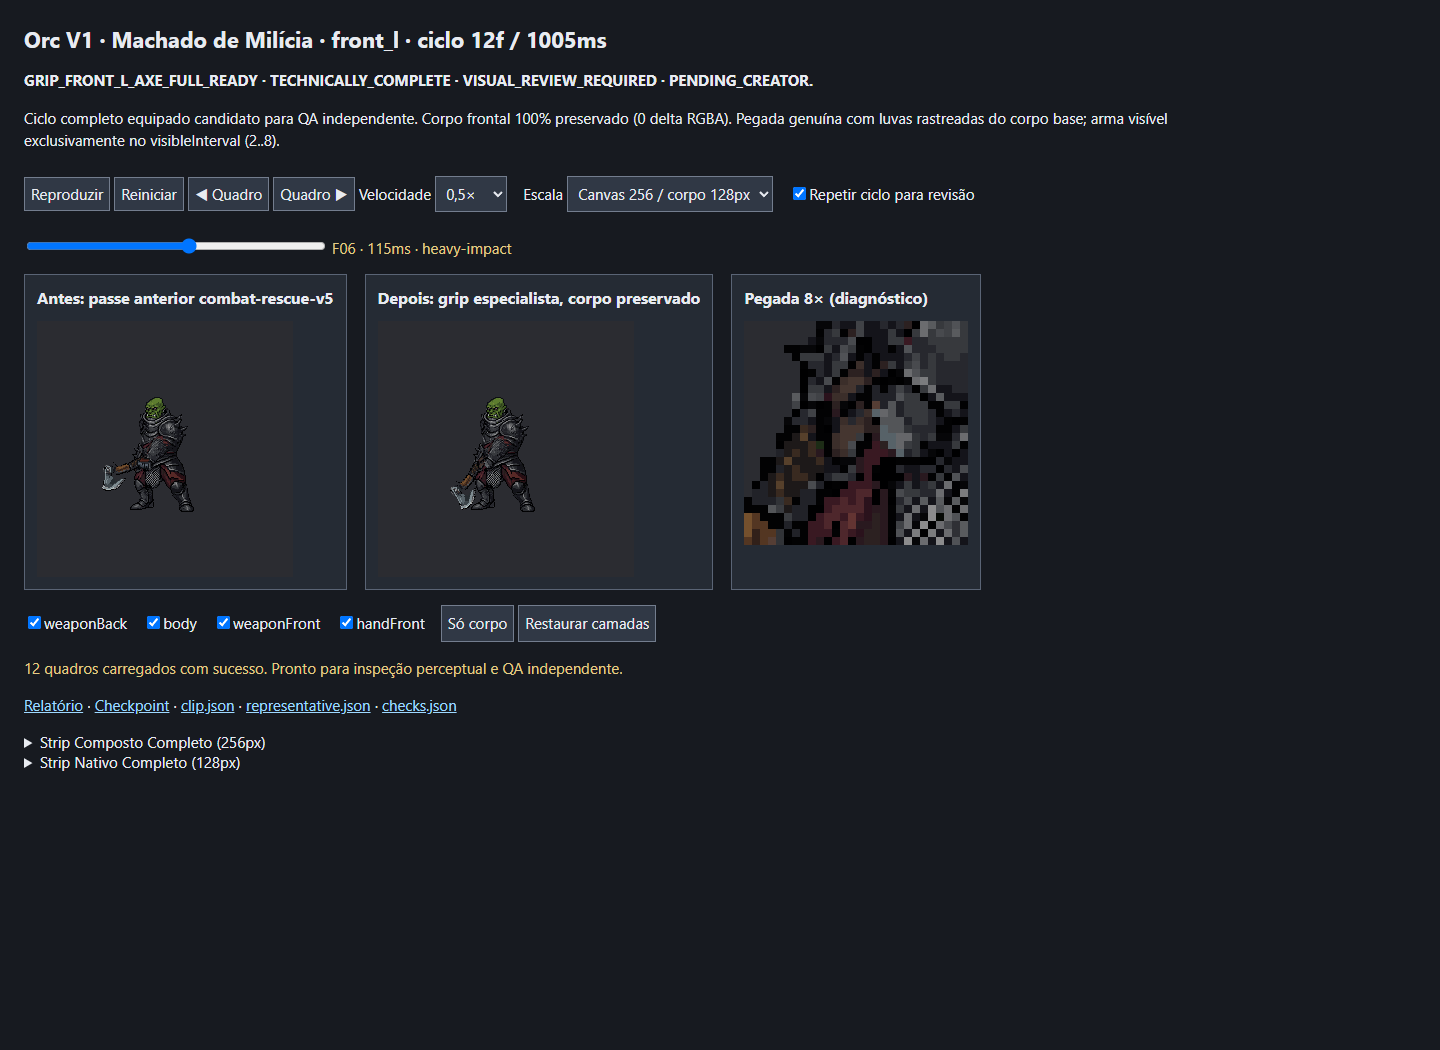 Orc V1 · Machado de Milícia · front_l · ciclo 12f / 1005ms
GRIP_FRONT_L_AXE_FULL_READY · TECHNICALLY_COMPLETE · VISUAL_REVIEW_REQUIRED · PENDING_CREATOR.
Ciclo completo equipado candidato para QA independente. Corpo frontal 100% preservado (0 delta RGBA). Pegada genuína com luvas rastreadas do corpo base; arma visível
exclusivamente no visibleInterval (2..8).
Reproduzir Reiniciar ◀ Quadro Quadro ▶ Velocidade 0,5× Escala Canvas 256 / corpo 128px Repetir ciclo para revisão
F06 · 115ms · heavy-impact
Antes: passe anterior combat-rescue-v5
Depois: grip especialista, corpo preservado
Pegada 8× (diagnóstico)
weaponBack body weaponFront handFront Só corpo Restaurar camadas
12 quadros carregados com sucesso. Pronto para inspeção perceptual e QA independente.
Relatório · Checkpoint · clip.json · representative.json · checks.json
▶ Strip Composto Completo (256px)
▶ Strip Nativo Completo (128px)